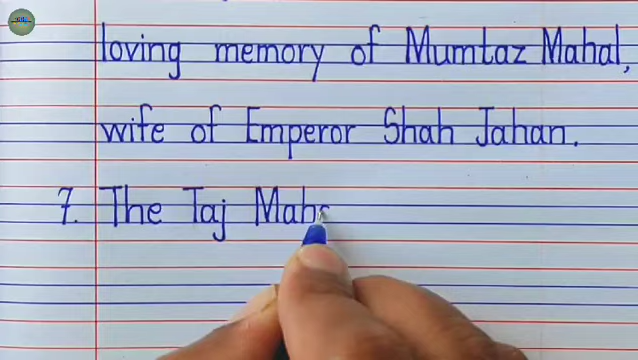 loving memory of Mumtaz Mahal,
wife of Emperor Shah Jahan.
7. The Taj Mah